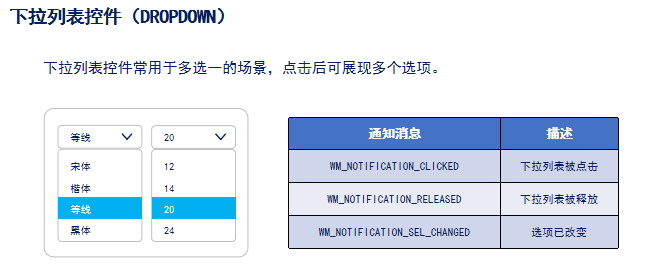 下拉列表控件（DROPDOWN）
下拉列表控件常用于多选一的场景，点击后可展现多个选项。
等线 20
宋体 12
楷体 14
等线 20
黑体 24
通知消息 描述
WM_NOTIFICATION_CLICKED 下拉列表被点击
WM_NOTIFICATION_RELEASED 下拉列表被释放
WM_NOTIFICATION_SEL_CHANGED 选项已改变